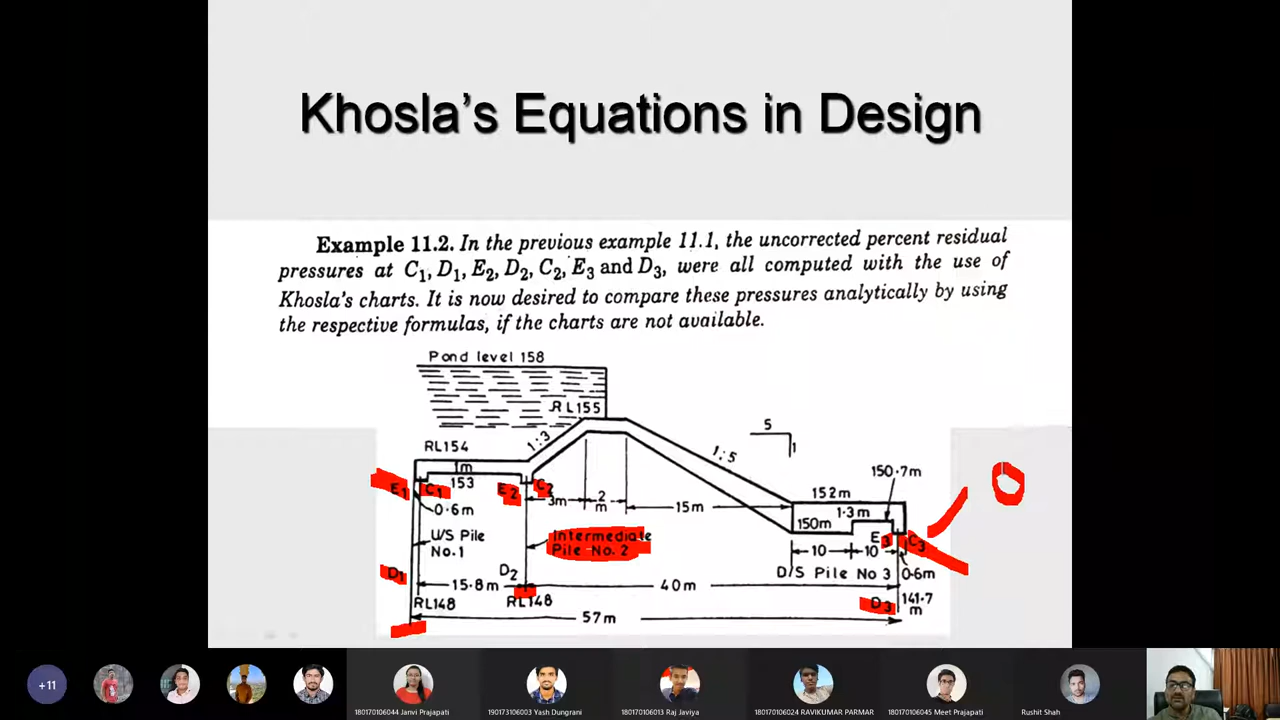 Khosla's Equations in Design
Example 11.2. In the previous example 11.1, the uncorrected percent residual
pressures at C1, D1, E2, D2, C2, E3 and D3, were all computed with the use of
Khosla's charts. It is now desired to compare these pressures analytically by using
the respective formulas, if the charts are not available.
Pond level 158
RL155
RL154
1:3
1:5
5
1
1m
153
150.7m
152m
1.3m
150m
E1
C1
E2
C2
3m
2
m
15m
0.6m
U/S Pile
No.1
Intermediate
Pile No. 2
E3
C3
10
10
D1
D2
D/S Pile No 3
0.6m
15.8m
40m
RL148
RL148
D3
141.7
m
57m
+11
180170106044 Janvi Prajapati
190173106003 Yash Dungrani
180170106013 Raj Javiya
180170106024 RAVIKUMAR PARMAR
180170106045 Meet Prajapati
Rushit Shah